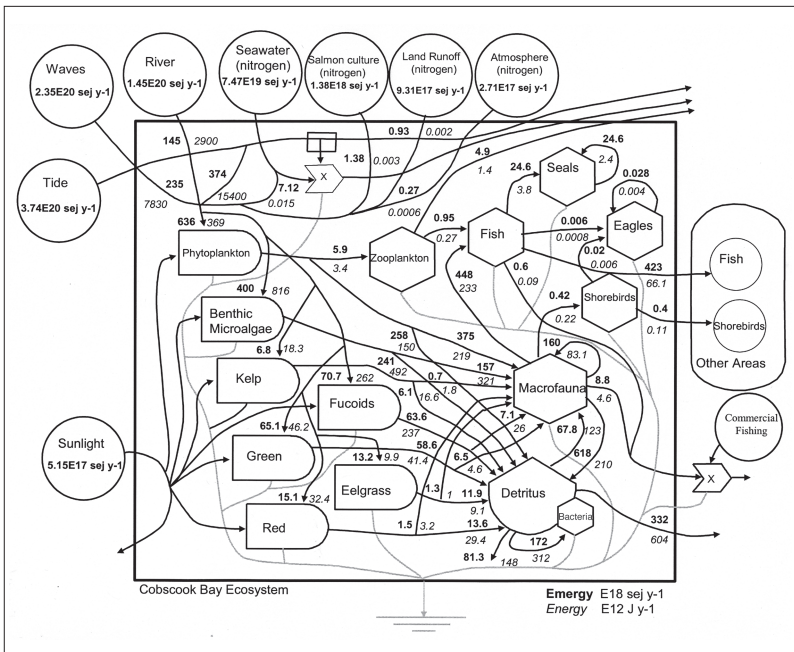 Waves
2.35E20 sej y-1
River
1.45E20 sej y-1
Seawater
(nitrogen)
7.47E19 sej y-1
Salmon culture
(nitrogen)
1.38E18 sej y-1
Land Runoff
(nitrogen)
9.31E17 sej y-1
Atmosphere
(nitrogen)
2.71E17 sej y-1
Tide
3.74E20 sej y-1
145
2900
0.93
0.002
374
235
7830
15400
7.12
0.015
X
1.38
0.003
4.9
1.4
0.27
0.0006
24.6
2.4
Seals
24.6
3.8
0.028
0.004
636
369
Phytoplankton
5.9
3.4
Zooplankton
0.95
0.27
Fish
0.006
0.0008
Eagles
0.02
0.006
423
66.1
Fish
400
816
Benthic
Microalgae
448
233
0.6
0.09
0.42
0.22
Shorebirds
0.4
0.11
Shorebirds
Other Areas
6.8
18.3
Kelp
258
150
375
219
160
83.1
241
492
157
321
0.7
1.8
Macrofauna
8.8
4.6
70.7
262
Fucoids
6.1
16.6
63.6
237
7.1
26
67.8
123
Commercial
Fishing
X
Sunlight
5.15E17 sej y-1
65.1
46.2
Green
58.6
41.4
6.5
4.6
618
210
13.2
9.9
Eelgrass
1.3
1
11.9
9.1
Detritus
Bacteria
15.1
32.4
Red
1.5
3.2
13.6
29.4
172
312
81.3
148
332
604
Cobscook Bay Ecosystem
Emergy E18 sej y-1
Energy E12 J y-1